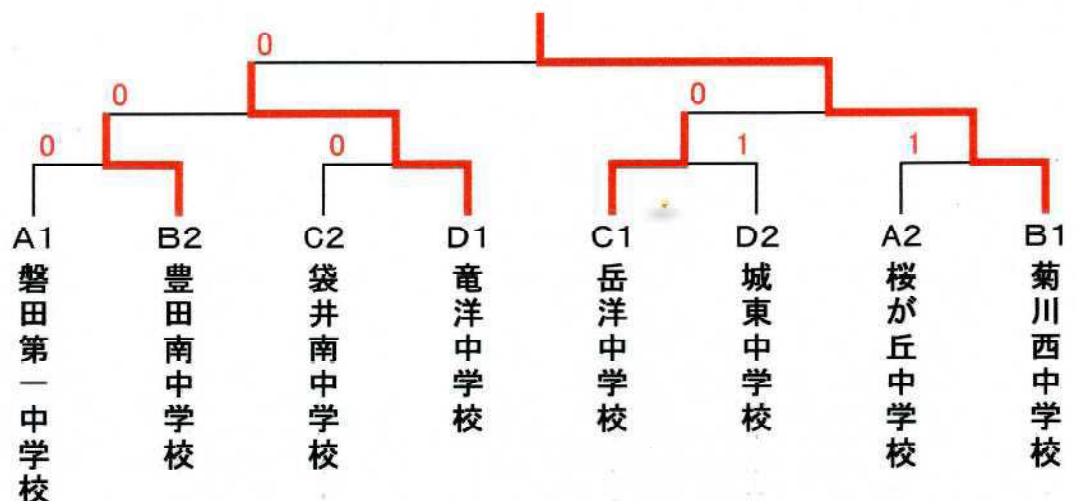 0
0
0
0
0
1
1
A1
B2
C2
D1
C1
D2
A2
B1
磐田第一中学校
豊田南中学校
袋井南中学校
竜洋中学校
岳洋中学校
城東中学校
桜が丘中学校
菊川西中学校